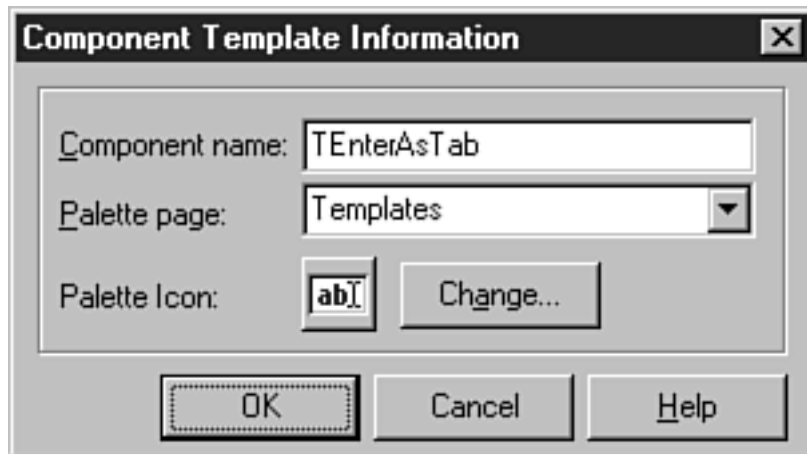 Component Template Information
Component name: TEnterAsTab
Palette page: Templates
Palette Icon: ab Change...
OK Cancel Help